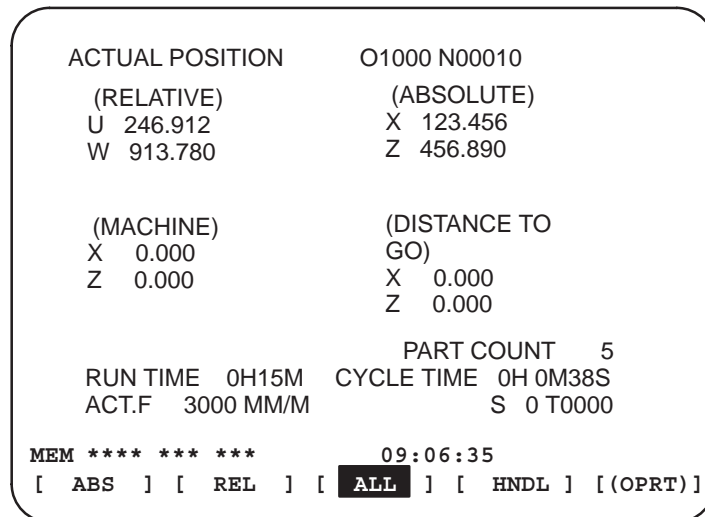 ACTUAL POSITION O1000 N00010
(RELATIVE) (ABSOLUTE)
U 246.912 X 123.456
W 913.780 Z 456.890
(MACHINE) (DISTANCE TO
GO)
X 0.000 X 0.000
Z 0.000 Z 0.000
PART COUNT 5
RUN TIME 0H15M CYCLE TIME 0H 0M38S
ACT.F 3000 MM/M S 0 T0000
MEM **** *** *** 09:06:35
[ ABS ] [ REL ] [ ALL ] [ HNDL ] [(OPRT)]